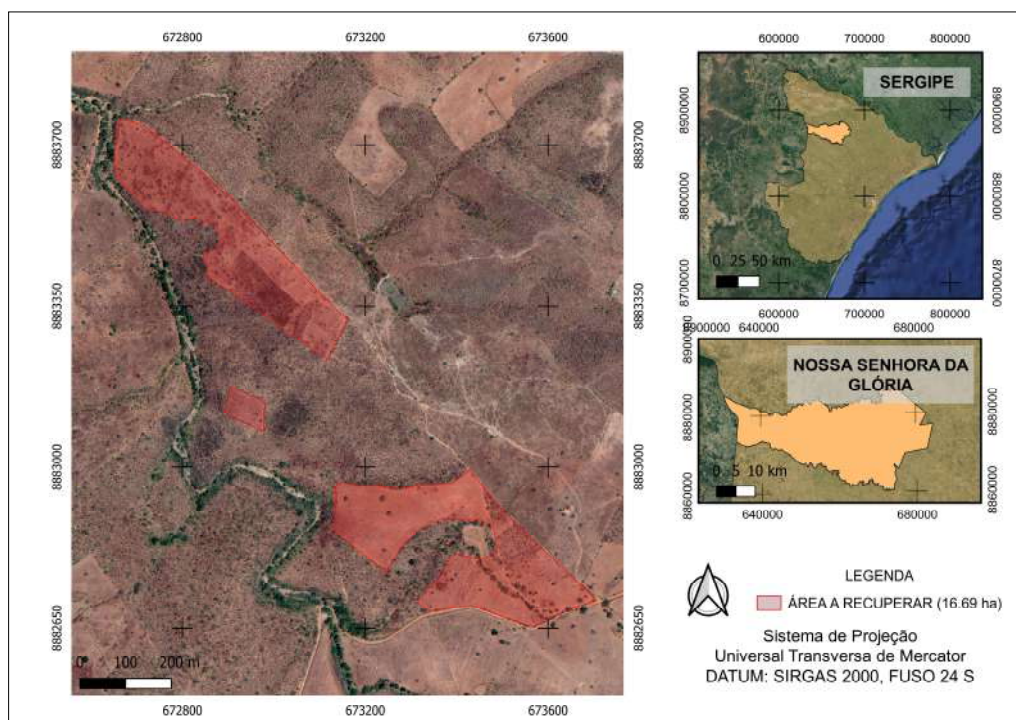 672800 673200 673600
8883700 8883700
8883350 8883350
8883000 8883000
8882650 8882650
0 100 200 m
672800 673200 673600
600000 700000 800000
SERGIPE
8900000 8900000
8800000 8800000
8700000 8700000
0 25 50 km
600000 700000 800000
640000 680000
8900000 8900000
NOSSA SENHORA DA
GLÓRIA
8880000 8880000
8860000 8860000
0 5 10 km
640000 680000
LEGENDA
ÁREA A RECUPERAR (16.69 ha)
Sistema de Projeção
Universal Transversa de Mercator
DATUM: SIRGAS 2000, FUSO 24 S